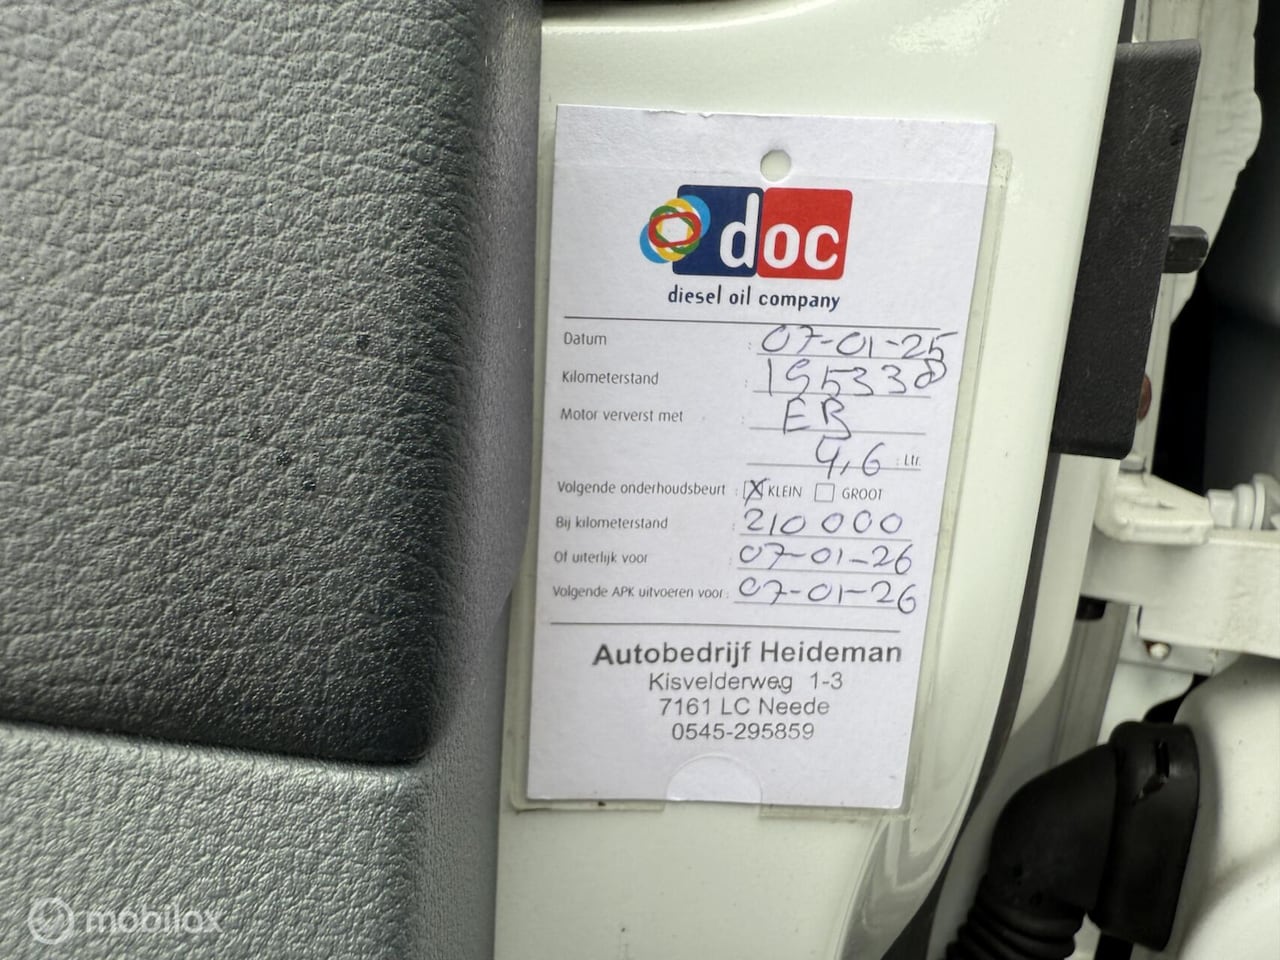 doc
diesel oil company
Datum : 07-01-25
Kilometerstand : 195338
Motor ververst met : EB
4,6 : Ltr.
Volgende onderhoudsbeurt : X KLEIN GROOT
Bij kilometerstand : 210000
Of uiterlijk voor : 07-01-26
Volgende APK uitvoeren voor : 07-01-26
Autobedrijf Heideman
Kisvelderweg 1-3
7161 LC Neede
0545-295859
mobilox